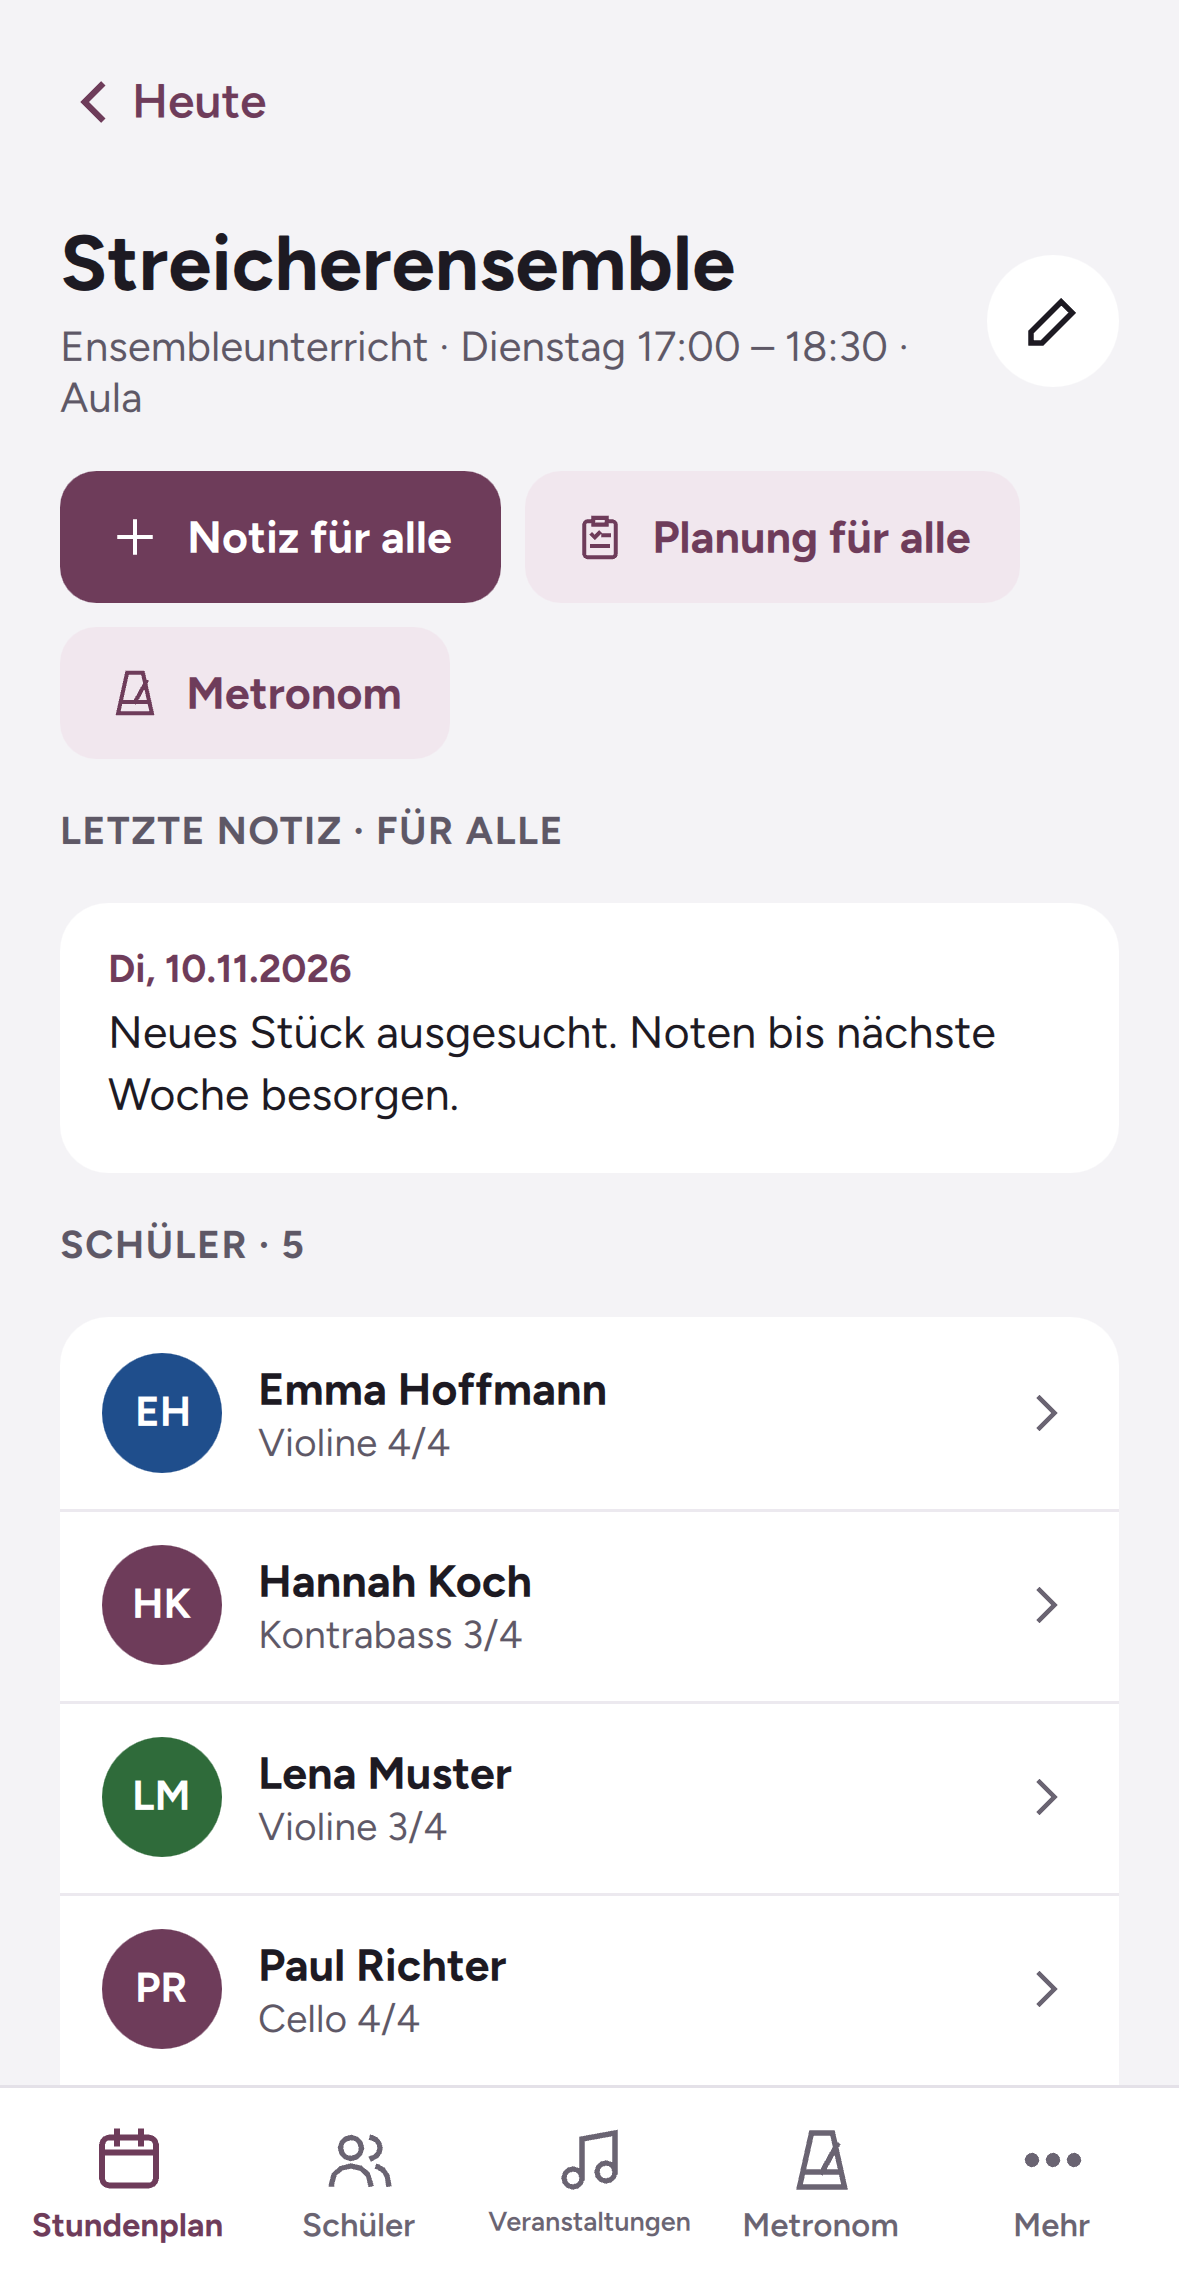 Heute
Streicherensemble
Ensembleunterricht · Dienstag 17:00 – 18:30 ·
Aula
Notiz für alle
Planung für alle
Metronom
LETZTE NOTIZ · FÜR ALLE
Di, 10.11.2026
Neues Stück ausgesucht. Noten bis nächste
Woche besorgen.
SCHÜLER · 5
EH
Emma Hoffmann
Violine 4/4
HK
Hannah Koch
Kontrabass 3/4
LM
Lena Muster
Violine 3/4
PR
Paul Richter
Cello 4/4
Stundenplan
Schüler
Veranstaltungen
Metronom
Mehr